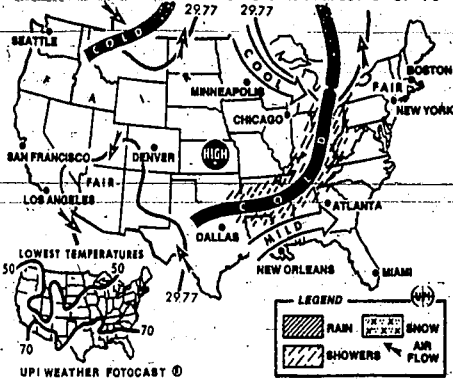 29.77
29.77
SEATTLE
COLD
COOL
BOSTON
MINNEAPOLIS
FAIR
NEW YORK
CHICAGO
RAIN
SAN FRANCISCO
DENVER
HIGH
FAIR
COLD
LOS ANGELES
ATLANTA
DALLAS
MILD
LOWEST TEMPERATURES
NEW ORLEANS
50
50
MIAMI
29.77
LEGEND
UPI
RAIN
SNOW
SHOWERS
AIR
FLOW
70
70
UPI WEATHER FOTOCAST ®